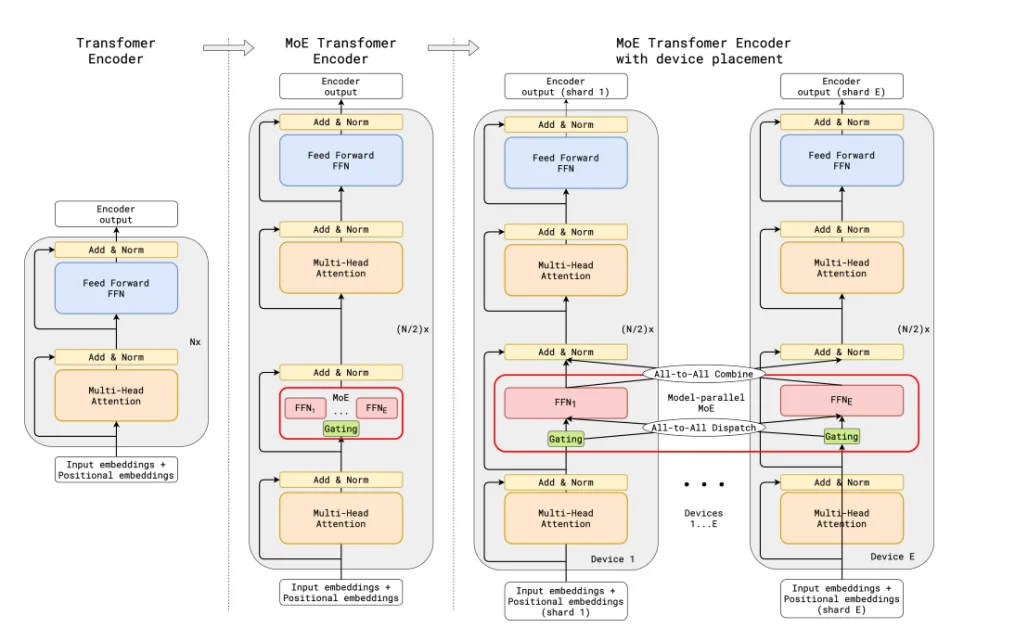 Transfomer
Encoder
MoE Transfomer
Encoder
MoE Transfomer Encoder
with device placement
Encoder
output
Add & Norm
Feed Forward
FFN
Nx
Add & Norm
Multi-Head
Attention
Input embeddings +
Positional embeddings
Encoder
output
Add & Norm
Feed Forward
FFN
Add & Norm
Multi-Head
Attention
(N/2)x
Add & Norm
MoE
FFN1 ... FFNE
Gating
Add & Norm
Multi-Head
Attention
Input embeddings +
Positional embeddings
Encoder
output (shard 1)
Add & Norm
Feed Forward
FFN
Add & Norm
Multi-Head
Attention
(N/2)x
Add & Norm
FFN1
Gating
Add & Norm
Multi-Head
Attention
Device 1
Input embeddings +
Positional embeddings
(shard 1)
All-to-All Combine
Model-parallel
MoE
All-to-All Dispatch
• • •
Devices
1...E
Encoder
output (shard E)
Add & Norm
Feed Forward
FFN
Add & Norm
Multi-Head
Attention
(N/2)x
Add & Norm
FFNE
Gating
Add & Norm
Multi-Head
Attention
Device E
Input embeddings +
Positional embeddings
(shard E)